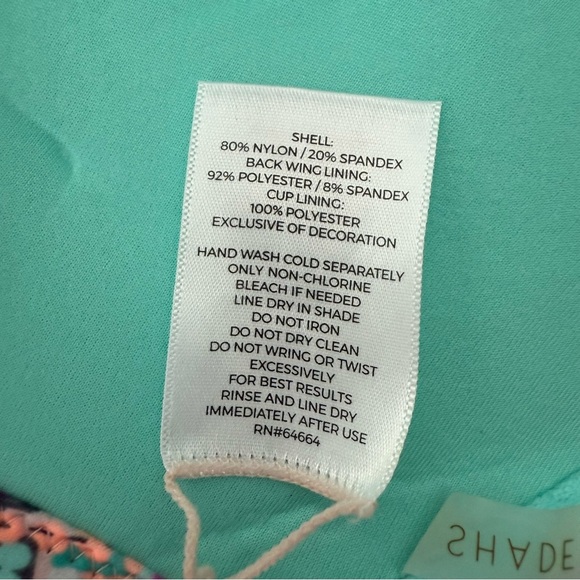 SHELL:
80% NYLON / 20% SPANDEX
BACK WING LINING:
92% POLYESTER / 8% SPANDEX
CUP LINING:
100% POLYESTER
EXCLUSIVE OF DECORATION
HAND WASH COLD SEPARATELY
ONLY NON-CHLORINE
BLEACH IF NEEDED
LINE DRY IN SHADE
DO NOT IRON
DO NOT DRY CLEAN
DO NOT WRING OR TWIST
EXCESSIVELY
FOR BEST RESULTS
RINSE AND LINE DRY
IMMEDIATELY AFTER USE
RN#64664
SHADE